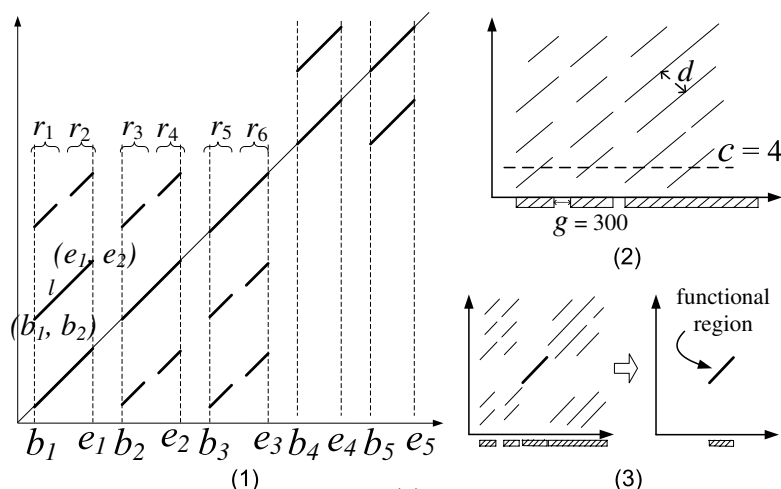 r1 r2 r3 r4 r5 r6
(e1, e2)
l
(b1, b2)
b1 e1 b2 e2 b3 e3 b4 e4 b5 e5
(1)
d
c = 4
g = 300
(2)
functional
region
(3)